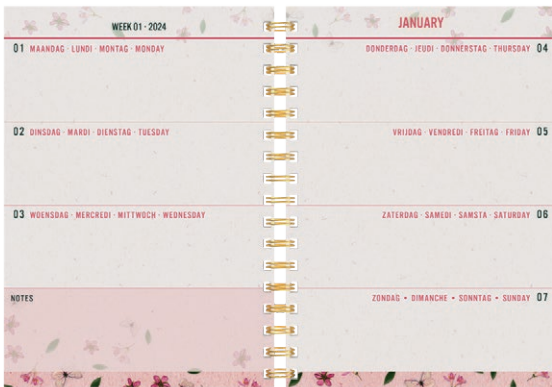 WEEK 01 - 2024
01 MAANDAG · LUNDI · MONTAG · MONDAY
02 DINSDAG · MARDI · DIENSTAG · TUESDAY
03 WOENSDAG · MERCREDI · MITTWOCH · WEDNESDAY
NOTES
JANUARY
DONDERDAG · JEUDI · DONNERSTAG · THURSDAY 04
VRIJDAG · VENDREDI · FREITAG · FRIDAY 05
ZATERDAG · SAMEDI · SAMSTA · SATURDAY 06
ZONDAG • DIMANCHE • SONNTAG • SUNDAY 07